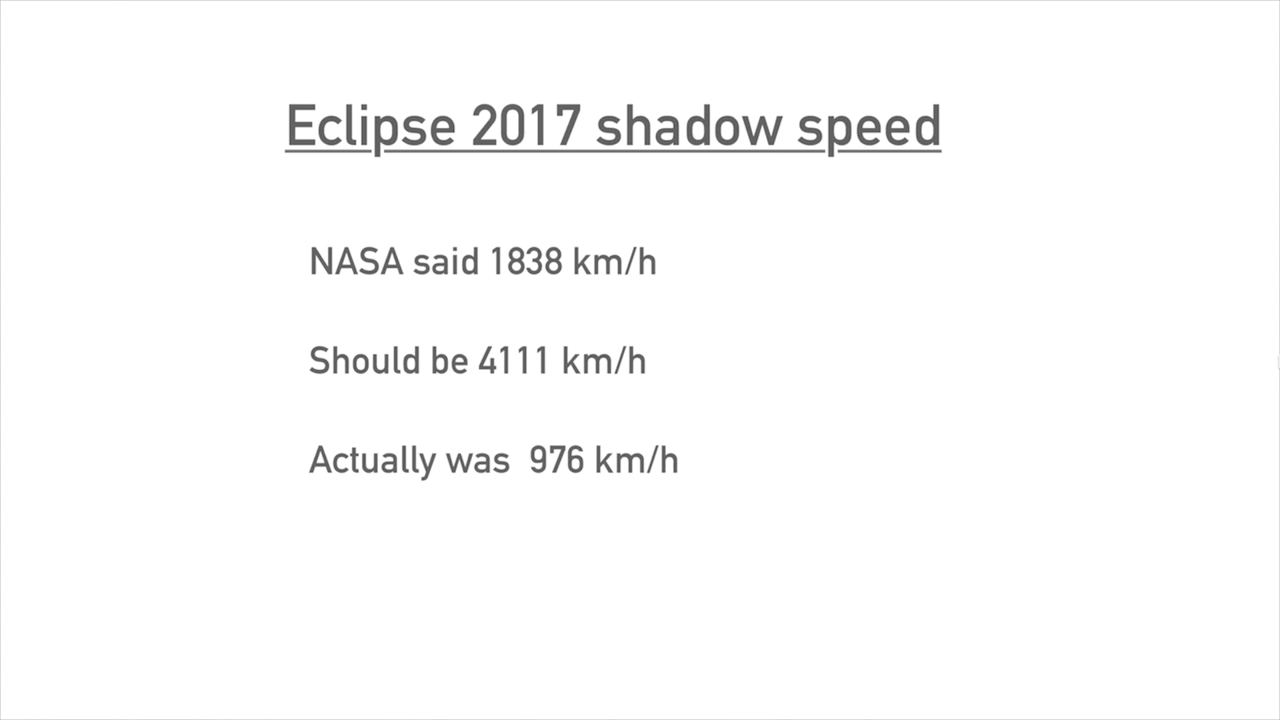 Eclipse 2017 shadow speed
NASA said 1838 km/h
Should be 4111 km/h
Actually was  976 km/h